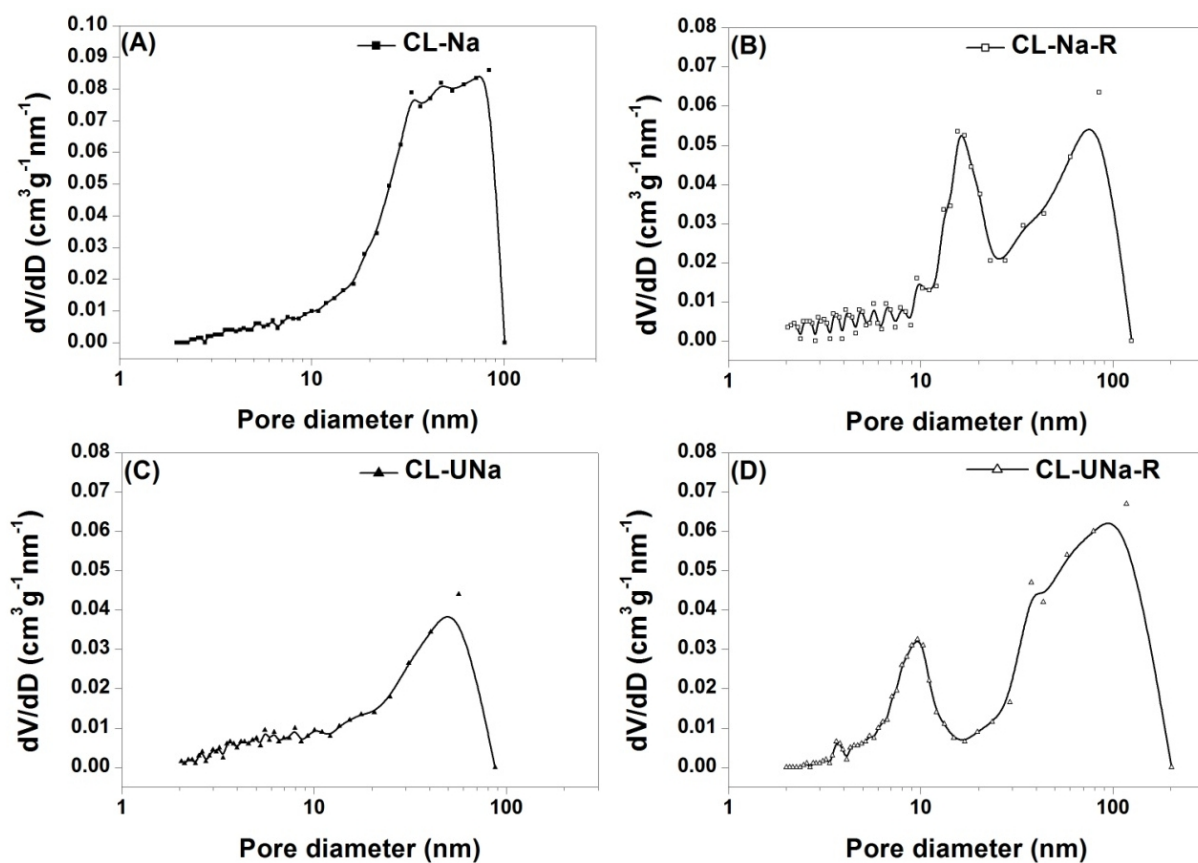 (A)
CL-Na
0.10
0.09
0.08
0.07
0.06
0.05
0.04
0.03
0.02
0.01
0.00
dV/dD (cm³g⁻¹nm⁻¹)
1 10 100
Pore diameter (nm)
(B)
CL-Na-R
0.08
0.07
0.06
0.05
0.04
0.03
0.02
0.01
0.00
dV/dD (cm³g⁻¹nm⁻¹)
1 10 100
Pore diameter (nm)
(C)
CL-UNa
0.08
0.07
0.06
0.05
0.04
0.03
0.02
0.01
0.00
dV/dD (cm³g⁻¹nm⁻¹)
1 10 100
Pore diameter (nm)
(D)
CL-UNa-R
0.08
0.07
0.06
0.05
0.04
0.03
0.02
0.01
0.00
dV/dD (cm³g⁻¹nm⁻¹)
1 10 100
Pore diameter (nm)